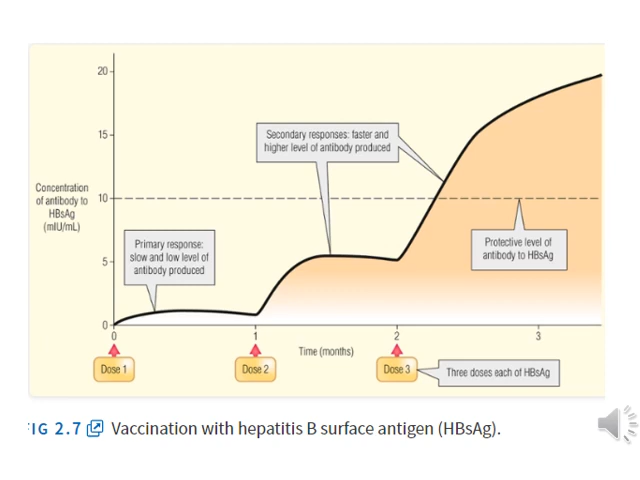 20
15
10
5
0
Concentration
of antibody to
HBsAg
(mIU/mL)
Secondary responses: faster and
higher level of antibody produced
Primary response:
slow and low level of
antibody produced
Protective level of
antibody to HBsAg
0 1 2 3
Time (months)
Dose 1 Dose 2 Dose 3
Three doses each of HBsAg
FIG 2.7 Vaccination with hepatitis B surface antigen (HBsAg).